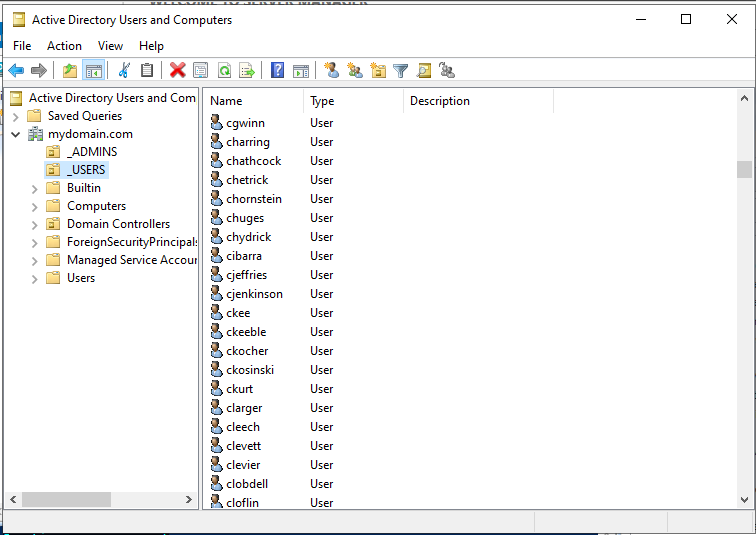 Active Directory Users and Computers
File Action View Help
Active Directory Users and Com
Saved Queries
mydomain.com
_ADMINS
_USERS
Builtin
Computers
Domain Controllers
ForeignSecurityPrincipals
Managed Service Accour
Users
Name Type Description
cgwinn User
charring User
chathcock User
chetrick User
chornstein User
chuges User
chydrick User
cibarra User
cjeffries User
cjenkinson User
ckee User
ckeeble User
ckocher User
ckosinski User
ckurt User
clarger User
cleech User
clevett User
clevier User
clobdell User
cloflin User